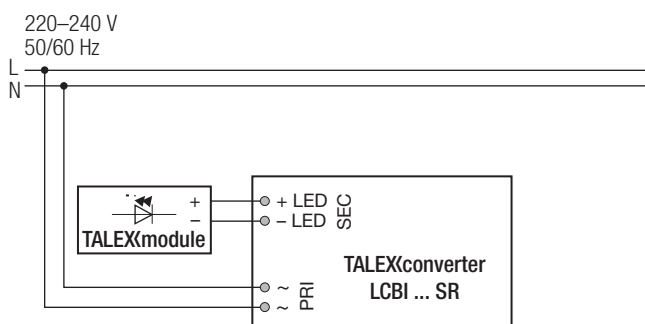 220–240 V
50/60 Hz
L
N
+
–
TALEXmodule
+ LED
– LED
SEC
TALEXconverter
LCBI ... SR
~
~
PRI